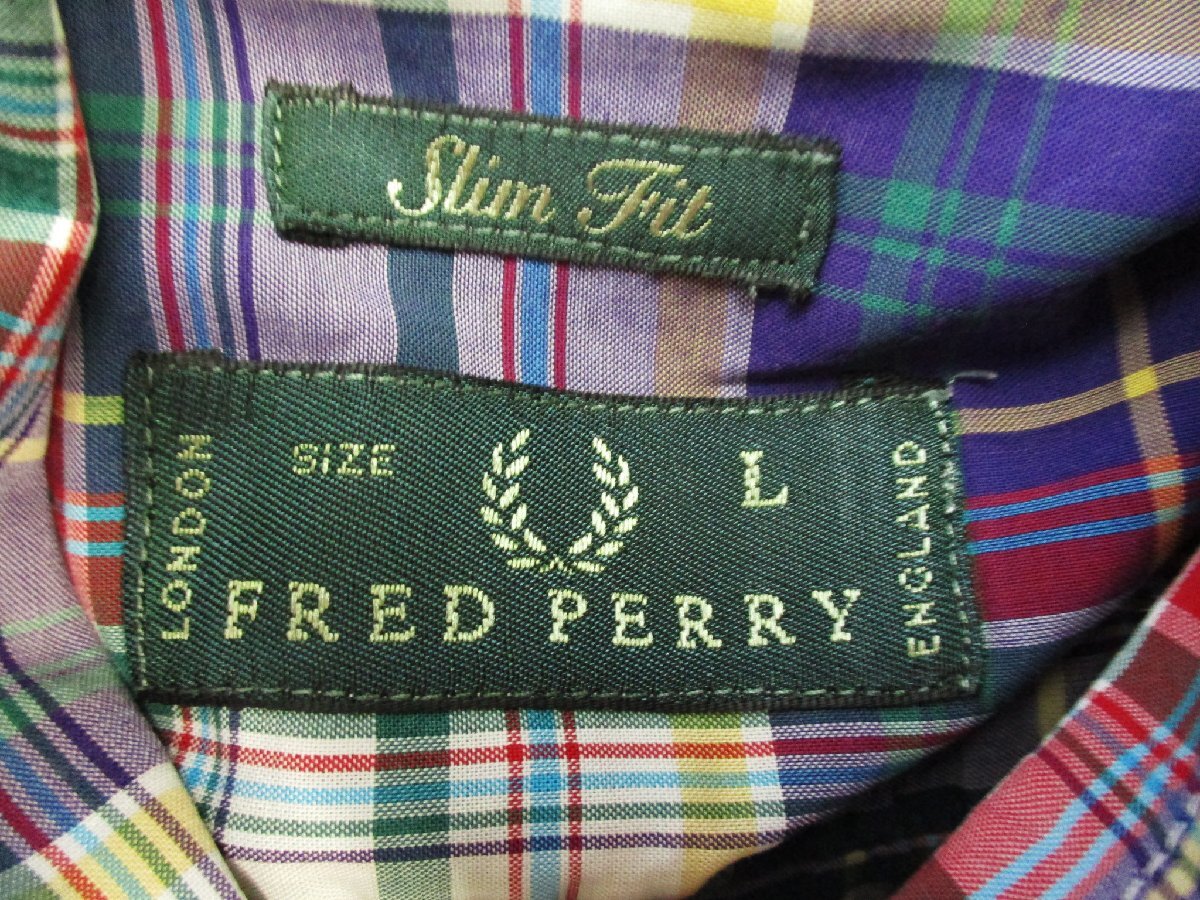 Slim Fit
LONDON
SIZE L
FRED PERRY
ENGLAND